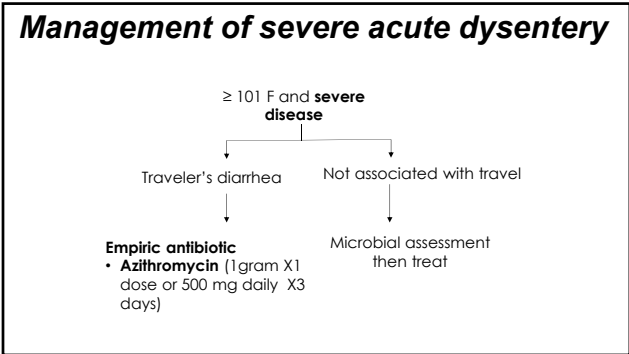 Management of severe acute dysentery
≥ 101 F and severe
disease
Traveler's diarrhea
Not associated with travel
Empiric antibiotic
• Azithromycin (1gram X1
dose or 500 mg daily X3
days)
Microbial assessment
then treat